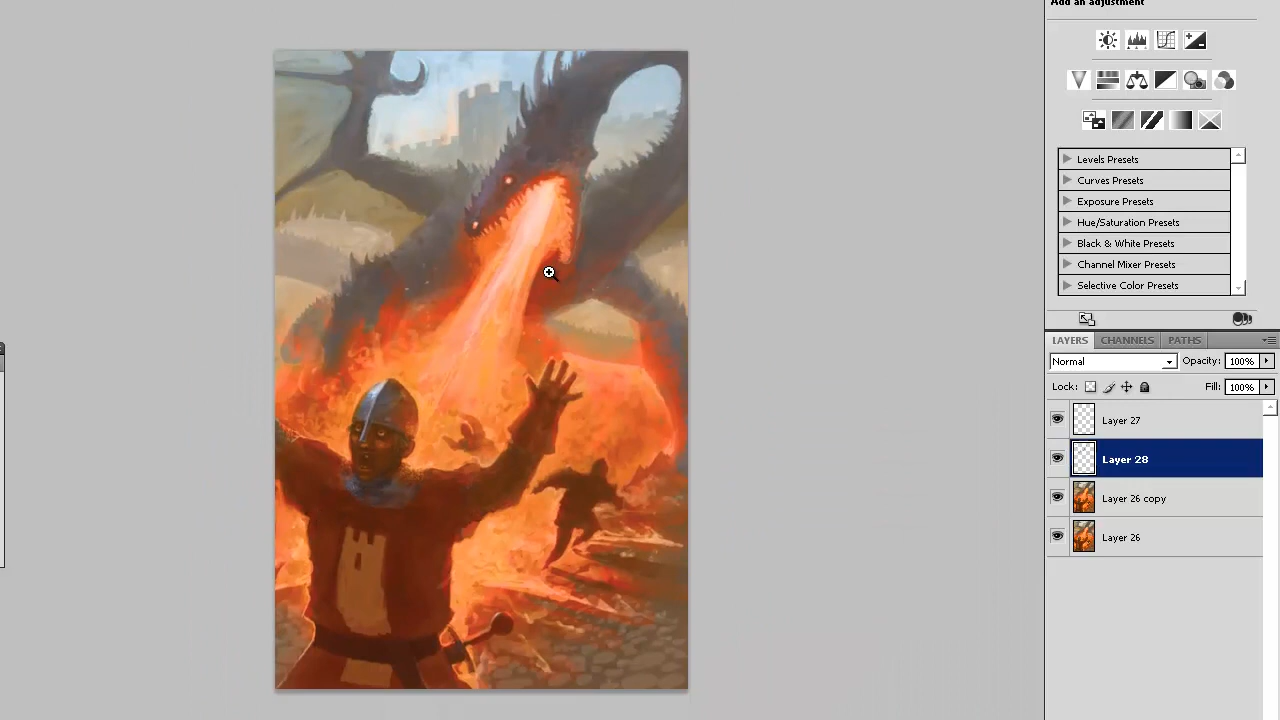 Add an adjustment
Levels Presets
Curves Presets
Exposure Presets
Hue/Saturation Presets
Black & White Presets
Channel Mixer Presets
Selective Color Presets
LAYERS CHANNELS PATHS
Normal Opacity: 100%
Lock: Fill: 100%
Layer 27
Layer 28
Layer 26 copy
Layer 26